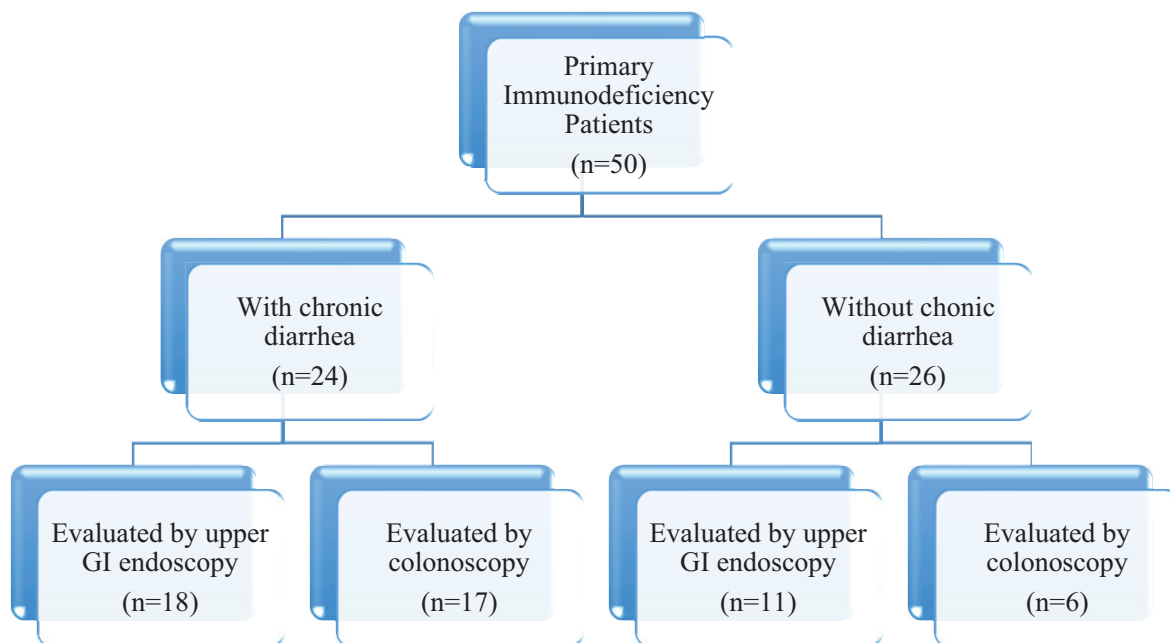 Primary
Immunodeficiency
Patients
(n=50)
With chronic
diarrhea
(n=24)
Without chonic
diarrhea
(n=26)
Evaluated by upper
GI endoscopy
(n=18)
Evaluated by
colonoscopy
(n=17)
Evaluated by upper
GI endoscopy
(n=11)
Evaluated by
colonoscopy
(n=6)